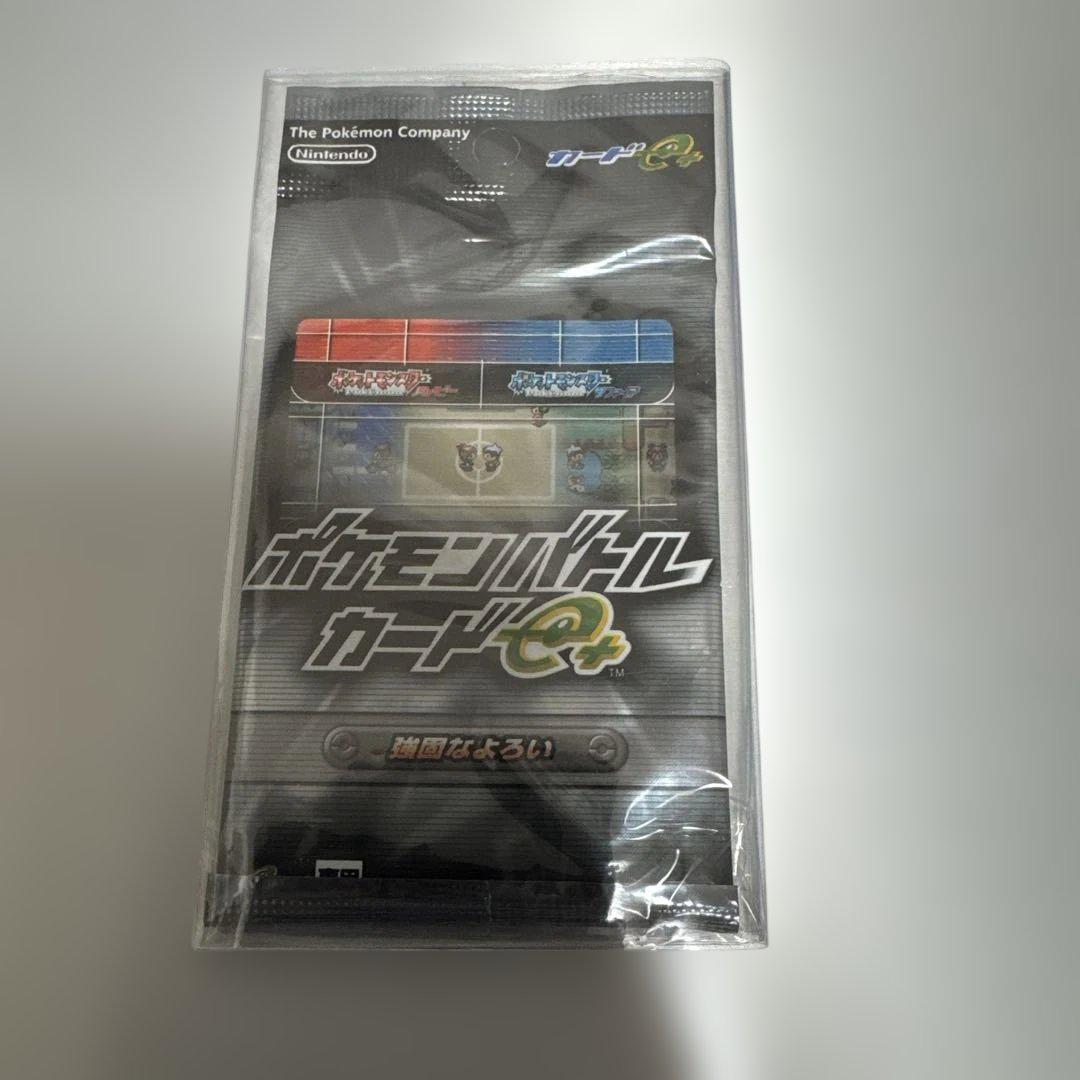 The Pokémon Company
Nintendo
カードe+
ポケットモンスター
ルビー
ポケットモンスター
サファイア
ポケモンバトル
カードe+
TM
強固なよろい